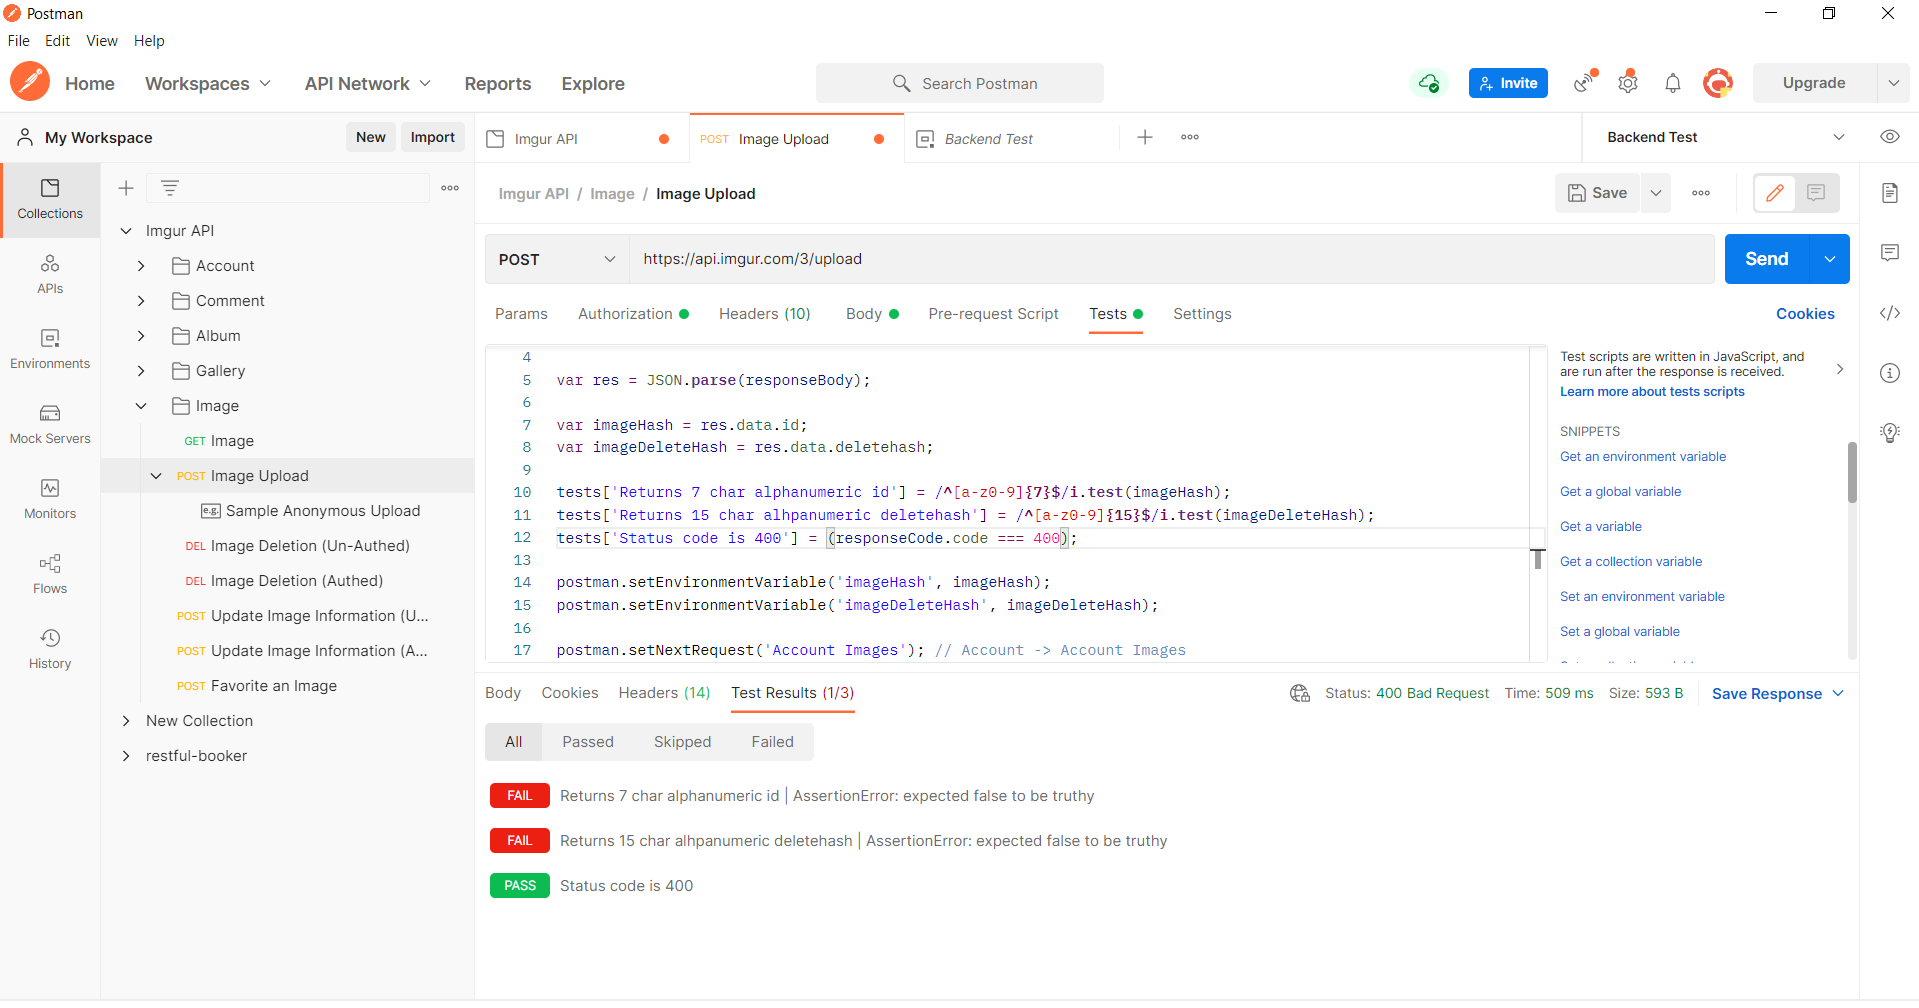 Postman
File Edit View Help
Home Workspaces API Network Reports Explore Search Postman Invite Upgrade
My Workspace New Import Imgur API POST Image Upload Backend Test Backend Test
Collections
APIs
Environments
Mock Servers
Monitors
Flows
History
Imgur API
Account
Comment
Album
Gallery
Image
GET Image
POST Image Upload
e.g. Sample Anonymous Upload
DEL Image Deletion (Un-Authed)
DEL Image Deletion (Authed)
POST Update Image Information (U...
POST Update Image Information (A...
POST Favorite an Image
New Collection
restful-booker
Imgur API / Image / Image Upload Save
POST https://api.imgur.com/3/upload Send
Params Authorization Headers (10) Body Pre-request Script Tests Settings Cookies
4
5 var res = JSON.parse(responseBody);
6
7 var imageHash = res.data.id;
8 var imageDeleteHash = res.data.deletehash;
9
10 tests['Returns 7 char alphanumeric id'] = /^[a-z0-9]{7}$/i.test(imageHash);
11 tests['Returns 15 char alhpanumeric deletehash'] = /^[a-z0-9]{15}$/i.test(imageDeleteHash);
12 tests['Status code is 400'] = (responseCode.code === 400);
13
14 postman.setEnvironmentVariable('imageHash', imageHash);
15 postman.setEnvironmentVariable('imageDeleteHash', imageDeleteHash);
16
17 postman.setNextRequest('Account Images'); // Account -> Account Images
Test scripts are written in JavaScript, and
are run after the response is received.
Learn more about tests scripts
SNIPPETS
Get an environment variable
Get a global variable
Get a variable
Get a collection variable
Set an environment variable
Set a global variable
Body Cookies Headers (14) Test Results (1/3) Status: 400 Bad Request Time: 509 ms Size: 593 B Save Response
All Passed Skipped Failed
FAIL Returns 7 char alphanumeric id | AssertionError: expected false to be truthy
FAIL Returns 15 char alhpanumeric deletehash | AssertionError: expected false to be truthy
PASS Status code is 400